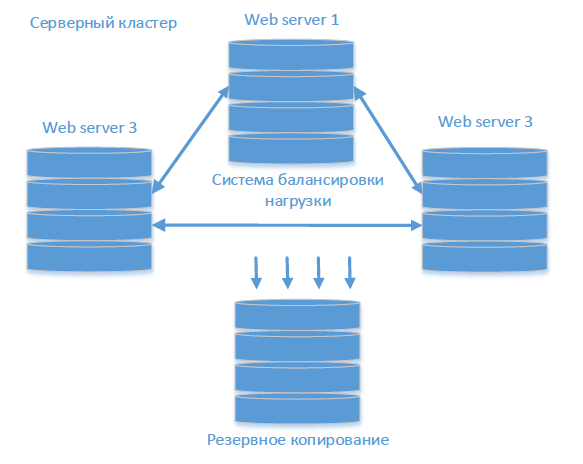 Серверный кластер
Web server 1
Web server 3
Web server 3
Система балансировки
нагрузки
Резервное копирование